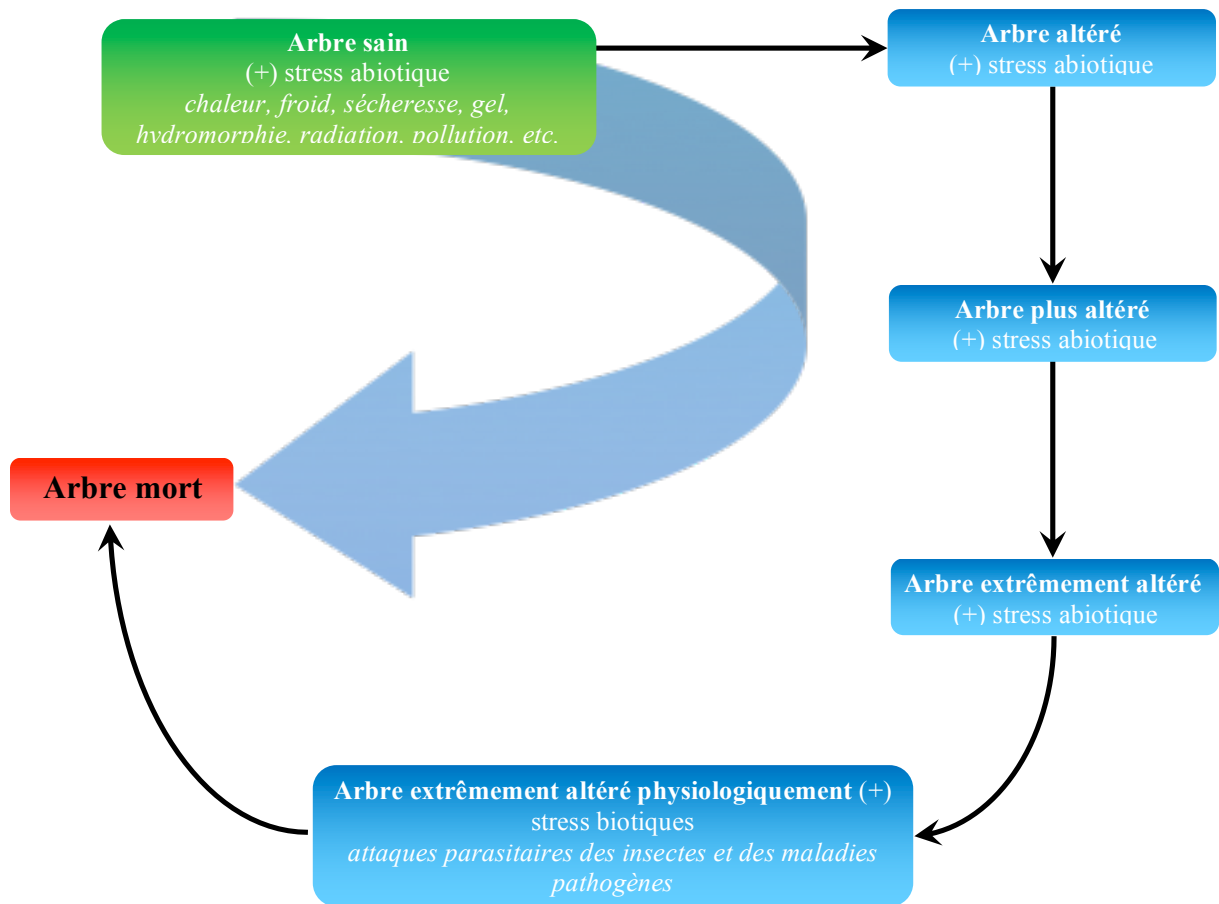 Arbre sain
(+) stress abiotique
chaleur, froid, sécheresse, gel,
hydromorphie, radiation, pollution, etc.
Arbre altéré
(+) stress abiotique
Arbre plus altéré
(+) stress abiotique
Arbre mort
Arbre extrêmement altéré
(+) stress abiotique
Arbre extrêmement altéré physiologiquement (+)
stress biotiques
attaques parasitaires des insectes et des maladies
pathogènes